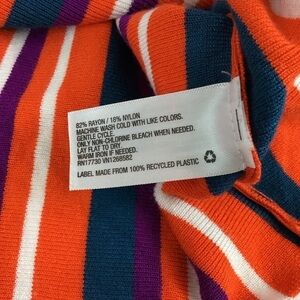 82% RAYON / 18% NYLON
MACHINE WASH COLD WITH LIKE COLORS.
GENTLE CYCLE.
ONLY NON-CHLORINE BLEACH WHEN NEEDED.
LAY FLAT TO DRY.
WARM IRON IF NEEDED.
RN17730 VN1268582
LABEL MADE FROM 100% RECYCLED PLASTIC